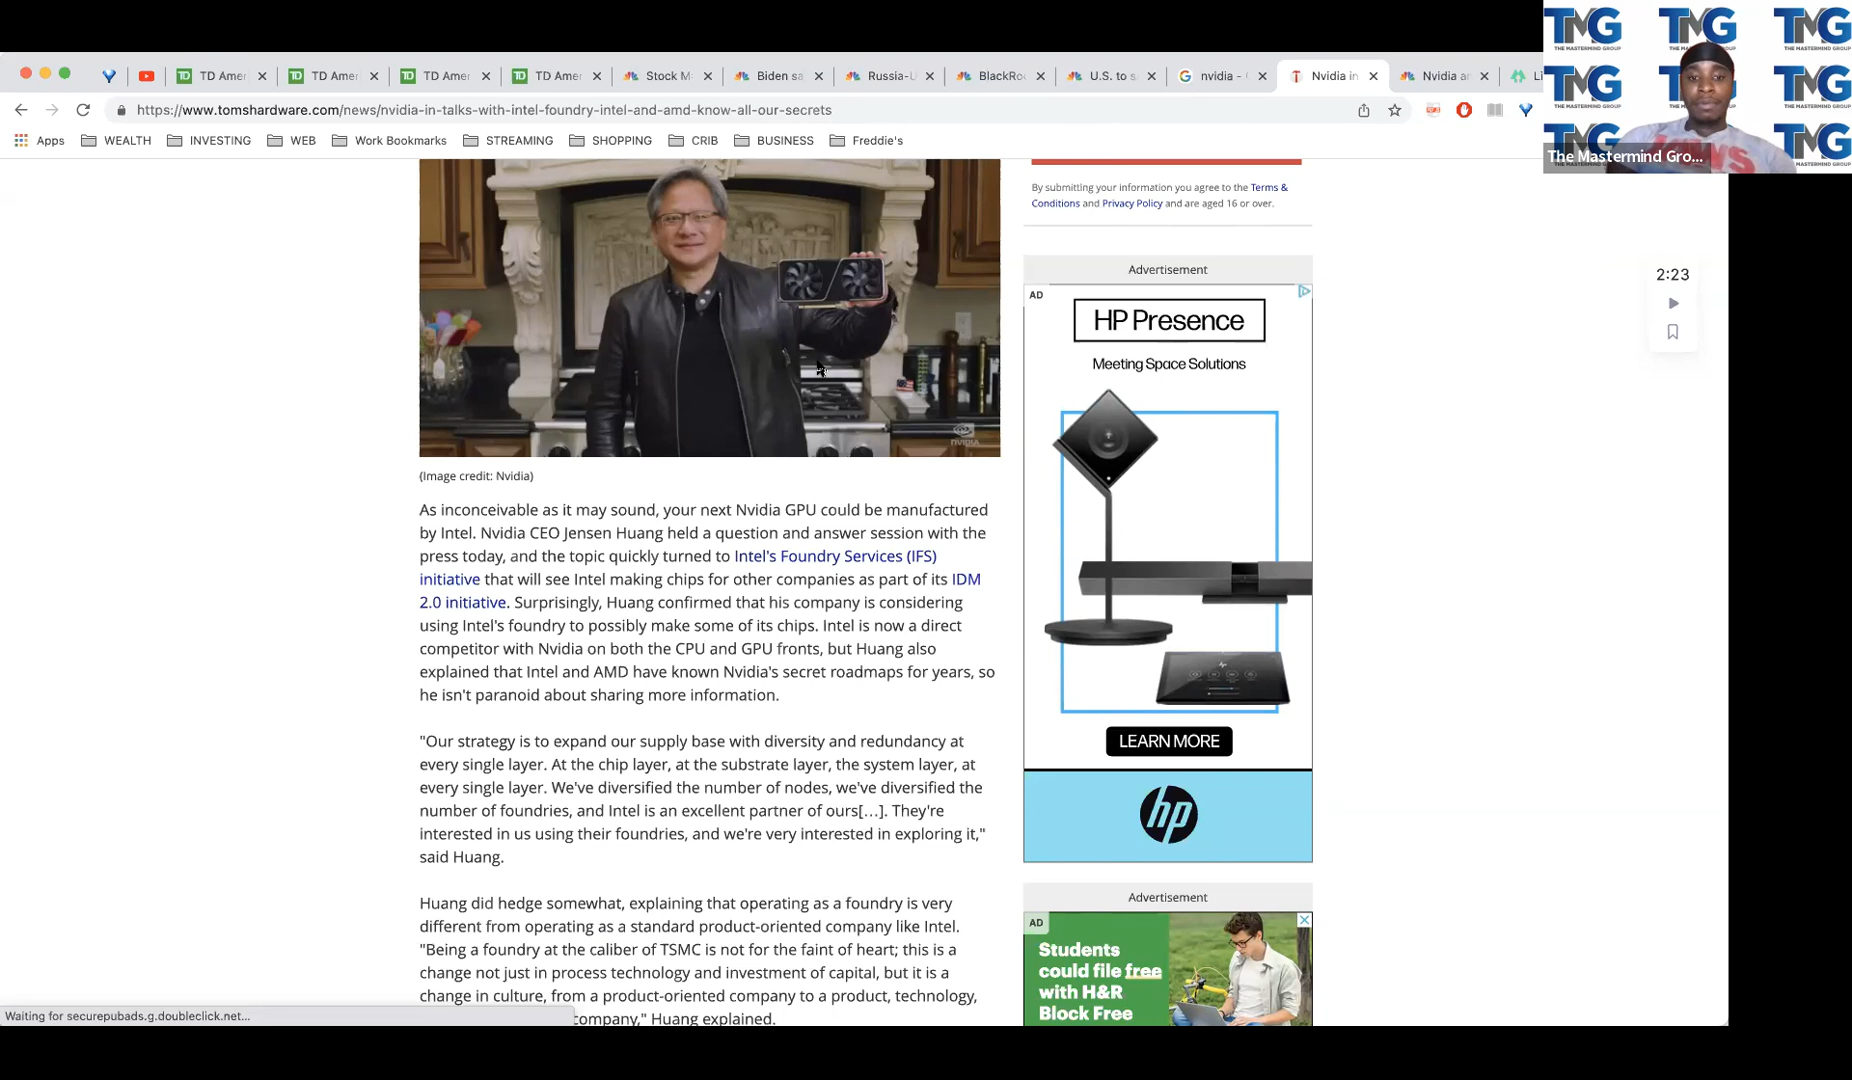 TMG TMG TMG
The Mastermind Gro...
TD Amer
TD Amer
TD Amer
TD Amer
Stock M
Biden sa
Russia-U
BlackRo
U.S. to s
nvidia -
Nvidia in
Nvidia a
Li
https://www.tomshardware.com/news/nvidia-in-talks-with-intel-foundry-intel-and-amd-know-all-our-secrets
Apps WEALTH INVESTING WEB Work Bookmarks STREAMING SHOPPING CRIB BUSINESS Freddie's
nVIDIA
(Image credit: Nvidia)
As inconceivable as it may sound, your next Nvidia GPU could be manufactured
by Intel. Nvidia CEO Jensen Huang held a question and answer session with the
press today, and the topic quickly turned to Intel's Foundry Services (IFS)
initiative that will see Intel making chips for other companies as part of its IDM
2.0 initiative. Surprisingly, Huang confirmed that his company is considering
using Intel's foundry to possibly make some of its chips. Intel is now a direct
competitor with Nvidia on both the CPU and GPU fronts, but Huang also
explained that Intel and AMD have known Nvidia's secret roadmaps for years, so
he isn't paranoid about sharing more information.
"Our strategy is to expand our supply base with diversity and redundancy at
every single layer. At the chip layer, at the substrate layer, the system layer, at
every single layer. We've diversified the number of nodes, we've diversified the
number of foundries, and Intel is an excellent partner of ours[…]. They're
interested in us using their foundries, and we're very interested in exploring it,"
said Huang.
Huang did hedge somewhat, explaining that operating as a foundry is very
different from operating as a standard product-oriented company like Intel.
"Being a foundry at the caliber of TSMC is not for the faint of heart; this is a
change not just in process technology and investment of capital, but it is a
change in culture, from a product-oriented company to a product, technology,
company," Huang explained.
Waiting for securepubads.g.doubleclick.net...
By submitting your information you agree to the Terms &
Conditions and Privacy Policy and are aged 16 or over.
Advertisement
AD
HP Presence
Meeting Space Solutions
LEARN MORE
hp
Advertisement
AD
Students
could file free
with H&R
Block Free
2:23